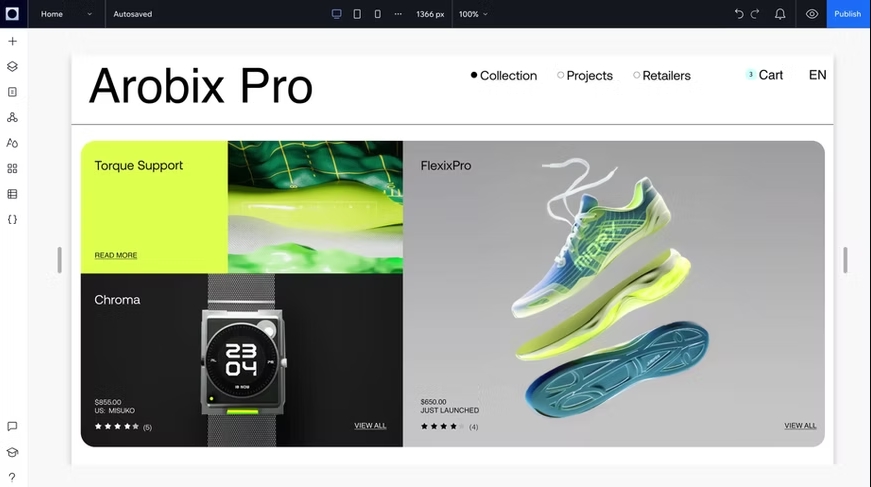 Home
Autosaved
1366 px
100%
Publish
Arobix Pro
Collection
Projects
Retailers
3
Cart
EN
Torque Support
READ MORE
FlexixPro
Chroma
23
04
$855.00
US: MISUKO
(5)
VIEW ALL
$650.00
JUST LAUNCHED
(4)
VIEW ALL